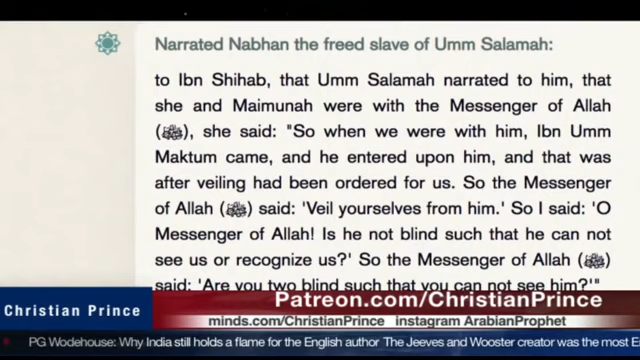 Narrated Nabhan the freed slave of Umm Salamah:
to Ibn Shihab, that Umm Salamah narrated to him, that
she and Maimunah were with the Messenger of Allah
(ﷺ), she said: "So when we were with him, Ibn Umm
Maktum came, and he entered upon him, and that was
after veiling had been ordered for us. So the Messenger
of Allah (ﷺ) said: 'Veil yourselves from him.' So I said: 'O
Messenger of Allah! Is he not blind such that he can not
see us or recognize us?' So the Messenger of Allah (ﷺ)
said: 'Are you two blind such that you can not see him?'"
Patreon.com/ChristianPrince
Christian Prince
minds.com/ChristianPrince instagram ArabianProphet
PG Wodehouse: Why India still holds a flame for the English author The Jeeves and Wooster creator was the most E